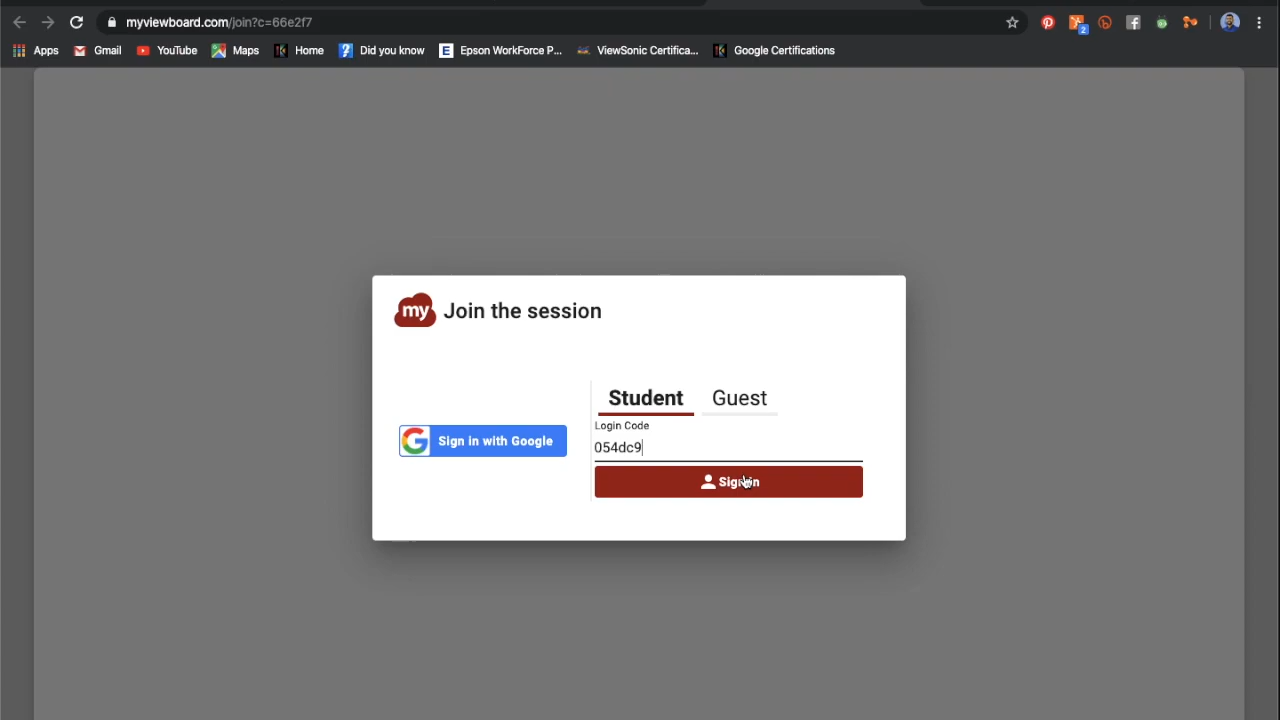 myviewboard.com/join?c=66e2f7
2
Apps Gmail YouTube Maps Home Did you know Epson WorkForce P... ViewSonic Certifica... Google Certifications
my Join the session
Student Guest
Login Code
Sign in with Google
054dc9
Sign in